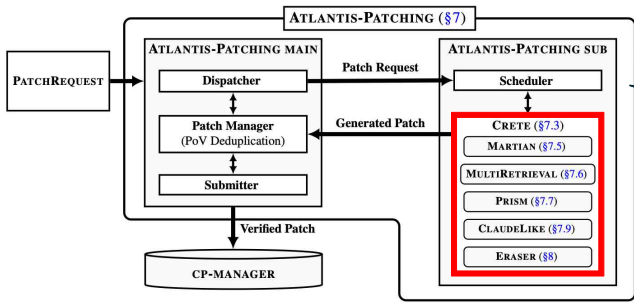 ATLANTIS-PATCHING (§7)
ATLANTIS-PATCHING MAIN
ATLANTIS-PATCHING SUB
PATCHREQUEST
Dispatcher
Patch Request
Scheduler
Patch Manager
(PoV Deduplication)
Generated Patch
CRETE (§7.3)
MARTIAN (§7.5)
MULTIRETRIEVAL (§7.6)
PRISM (§7.7)
CLAUDELIKE (§7.9)
ERASER (§8)
Submitter
Verified Patch
CP-MANAGER